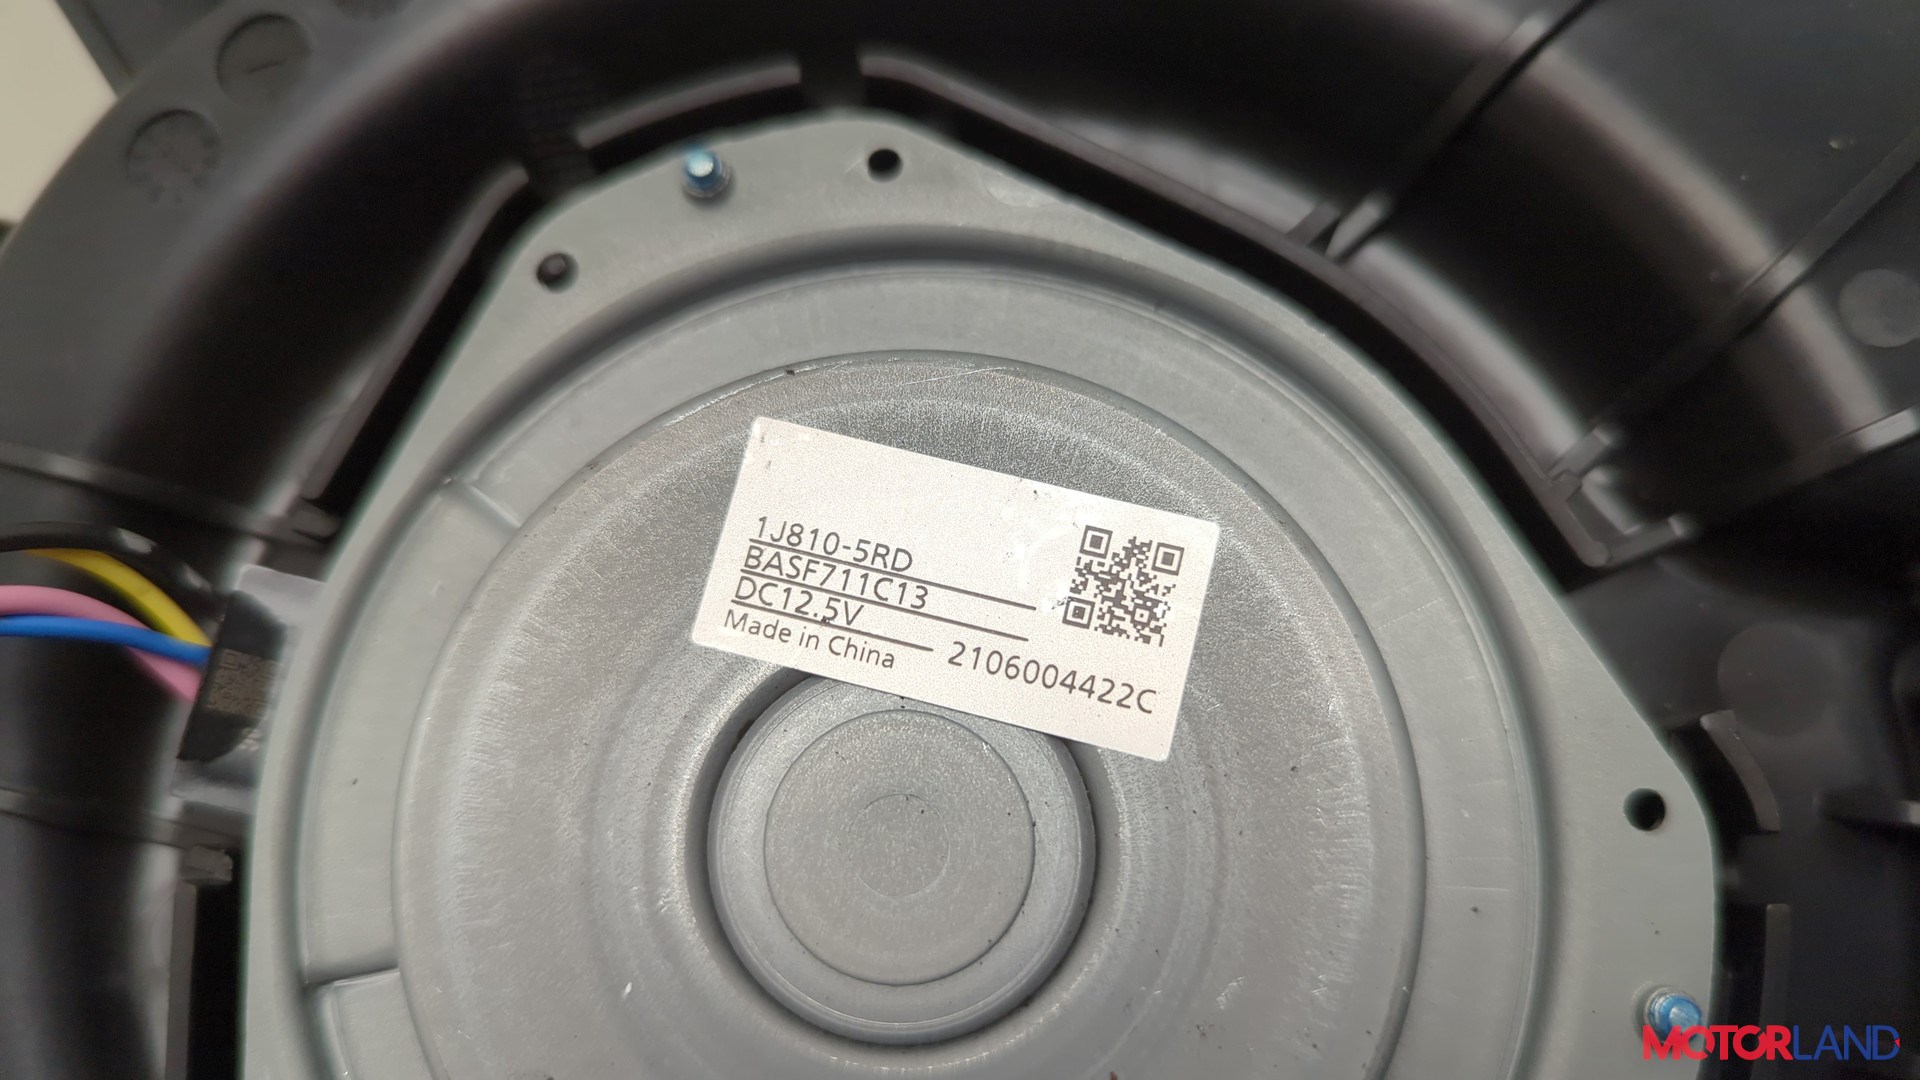 1J810-5RD
BASF711C13
DC12.5V
Made in China
2106004422C
MOTORLAND